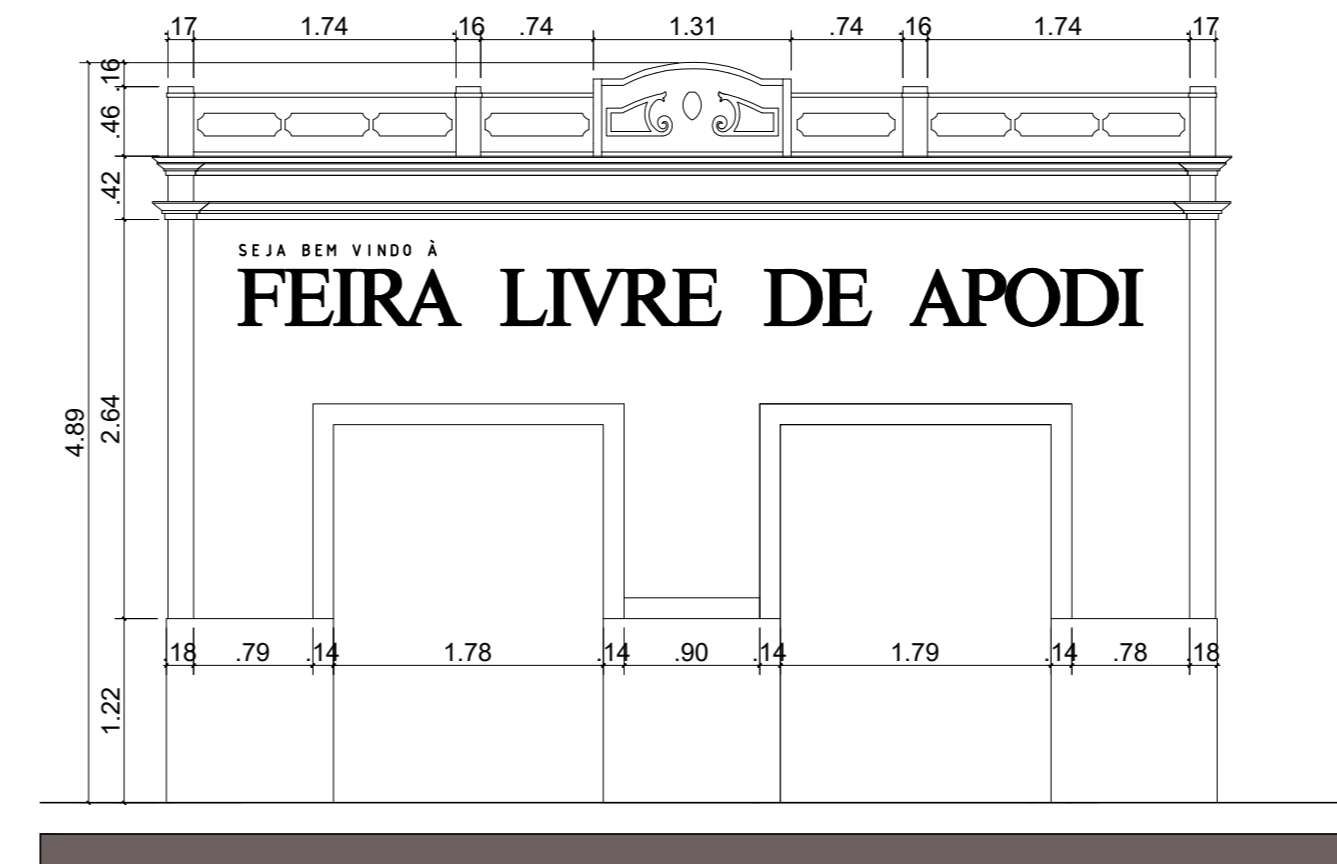 .17 1.74 .16 .74 1.31 .74 .16 1.74 .17
.16
.46
.42
SEJA BEM VINDO À
FEIRA LIVRE DE APODI
4.89
2.64
.18 .79 .14 1.78 .14 .90 .14 1.79 .14 .78 .18
1.22